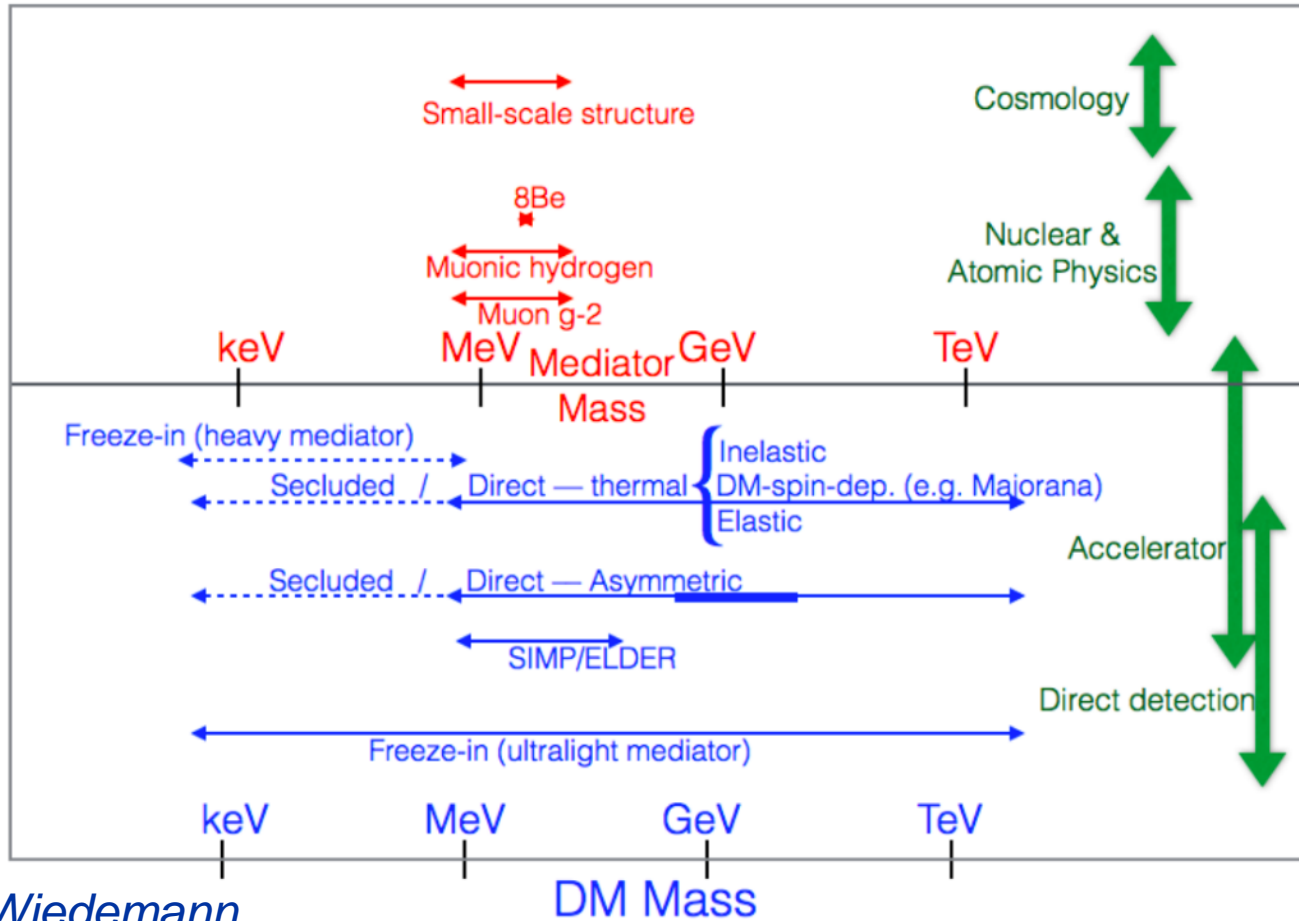 Small-scale structure
Cosmology
8Be
Nuclear &
Atomic Physics
Muonic hydrogen
Muon g-2
keV MeV Mediator GeV TeV
Mass
Freeze-in (heavy mediator)
Inelastic
Secluded / Direct — thermal { DM-spin-dep. (e.g. Majorana)
Elastic
Accelerator
Secluded / Direct — Asymmetric
SIMP/ELDER
Direct detection
Freeze-in (ultralight mediator)
keV MeV GeV TeV
DM Mass
Wiedemann